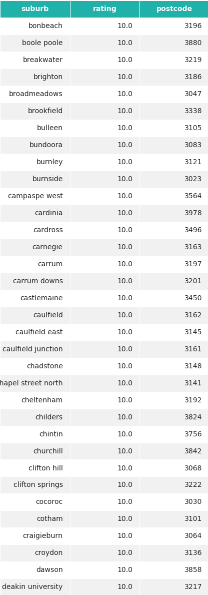 suburb rating postcode
bonbeach 10.0 3196
boole poole 10.0 3880
breakwater 10.0 3219
brighton 10.0 3186
broadmeadows 10.0 3047
brookfield 10.0 3338
bulleen 10.0 3105
bundoora 10.0 3083
burnley 10.0 3121
burnside 10.0 3023
campaspe west 10.0 3564
cardinia 10.0 3978
cardross 10.0 3496
carnegie 10.0 3163
carrum 10.0 3197
carrum downs 10.0 3201
castlemaine 10.0 3450
caulfield 10.0 3162
caulfield east 10.0 3145
caulfield junction 10.0 3161
chadstone 10.0 3148
hapel street north 10.0 3141
cheltenham 10.0 3192
childers 10.0 3824
chintin 10.0 3756
churchill 10.0 3842
clifton hill 10.0 3068
clifton springs 10.0 3222
cocoroc 10.0 3030
cotham 10.0 3101
craigieburn 10.0 3064
croydon 10.0 3136
dawson 10.0 3858
deakin university 10.0 3217